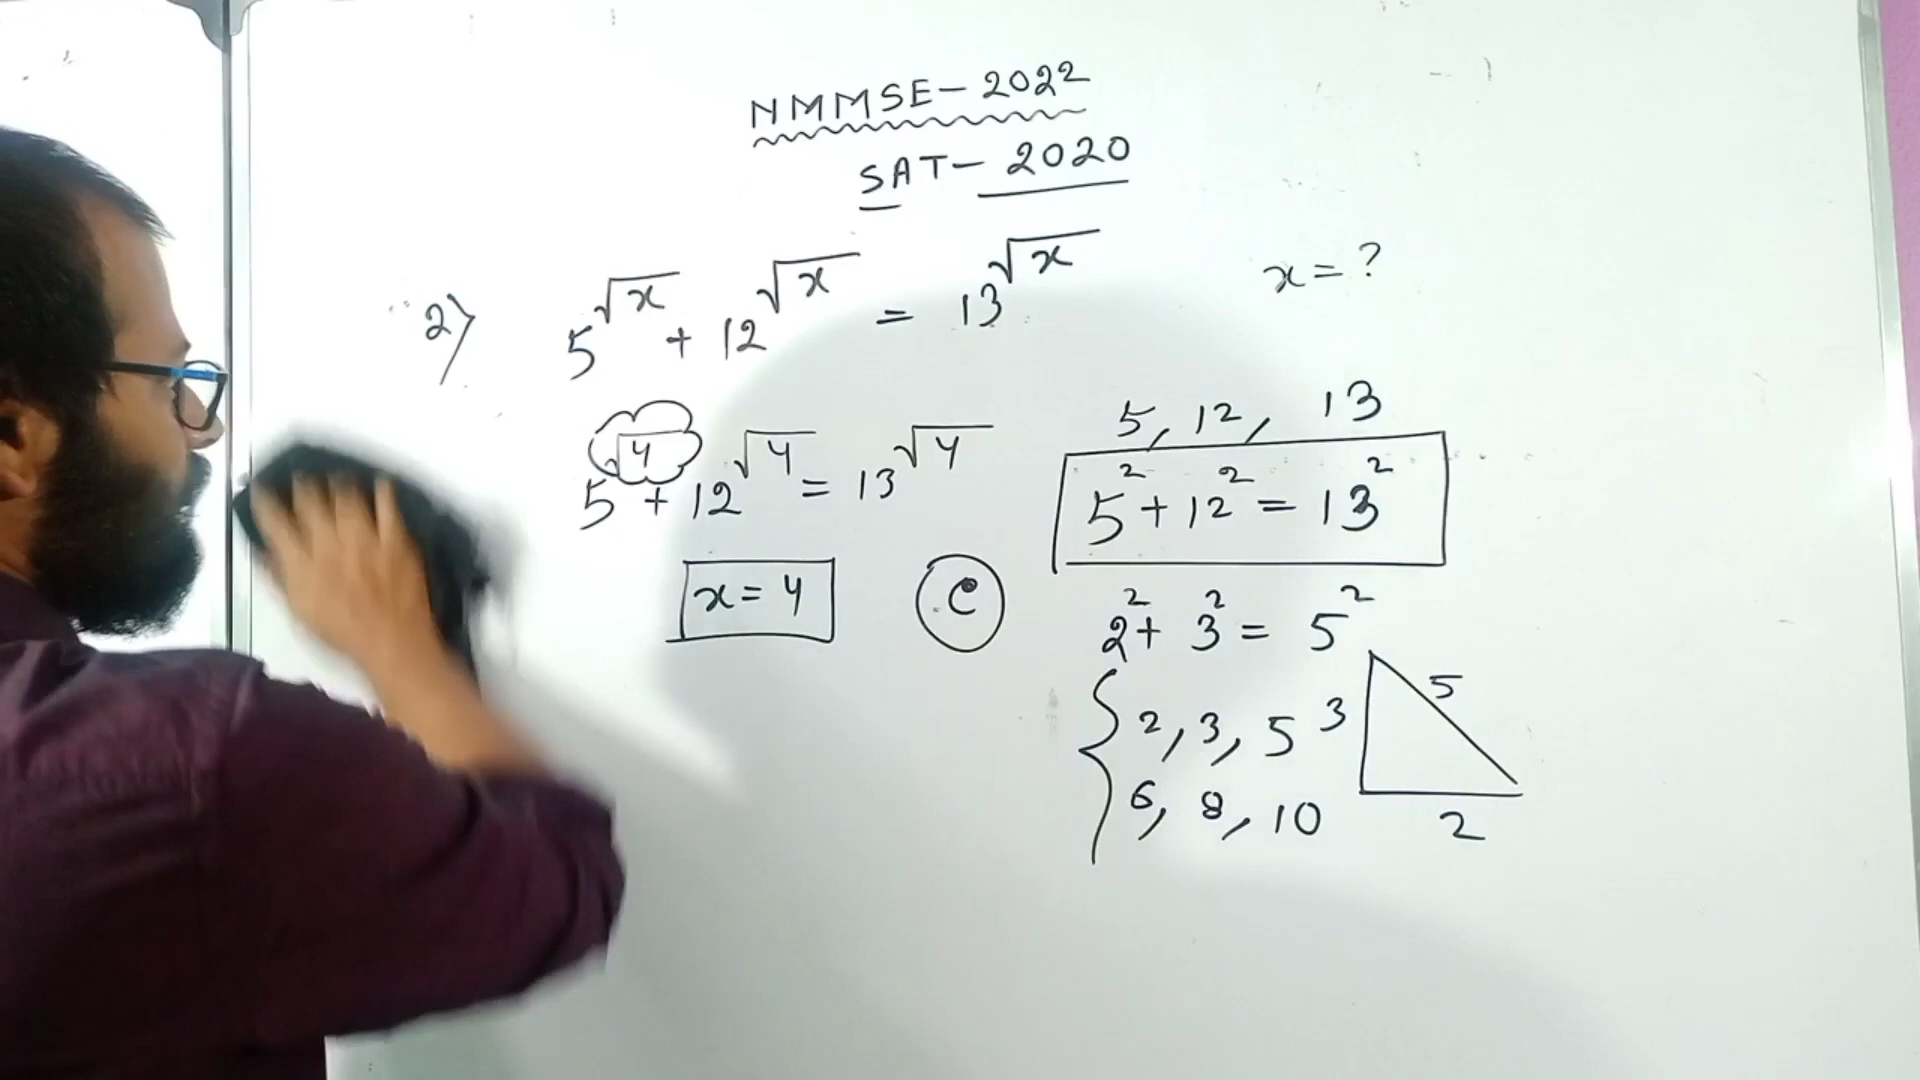 NMMSE-2022
SAT-2020
2) 5^√x + 12^√x = 13^√x x=?
5^√4 + 12^√4 = 13^√4
x=4 C
5, 12, 13
5² + 12² = 13²
2² + 3² = 5²
2, 3, 5
6, 8, 10
3 5
2